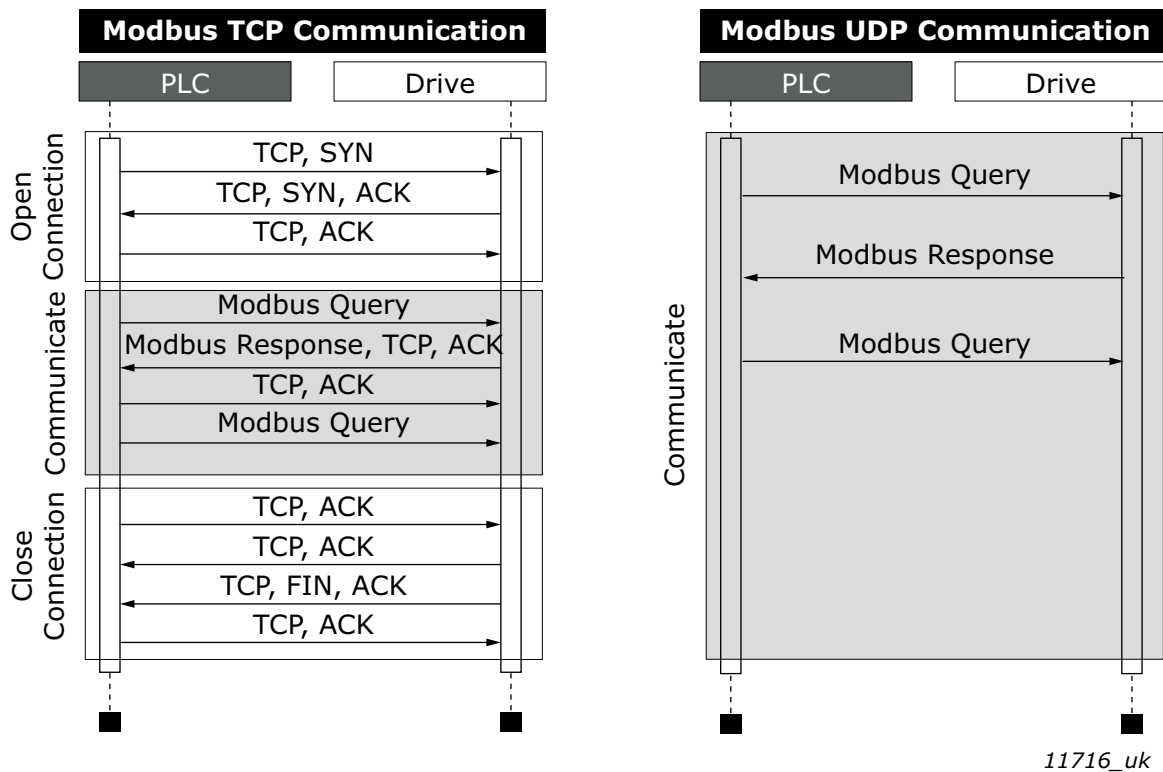 Modbus TCP Communication
PLC
Drive
Open
Connection
TCP, SYN
TCP, SYN, ACK
TCP, ACK
Communicate
Modbus Query
Modbus Response, TCP, ACK
TCP, ACK
Modbus Query
Close
Connection
TCP, ACK
TCP, ACK
TCP, FIN, ACK
TCP, ACK
Modbus UDP Communication
PLC
Drive
Communicate
Modbus Query
Modbus Response
Modbus Query
11716_uk